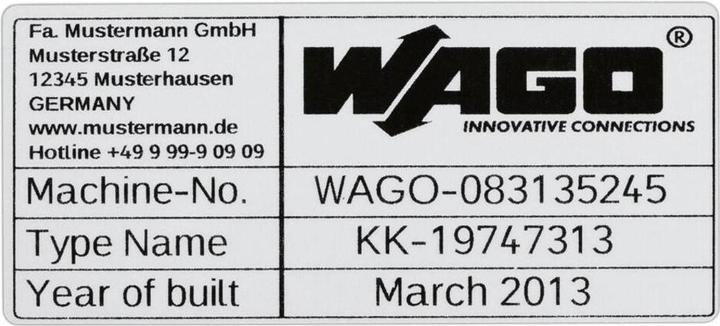 Fa. Mustermann GmbH
Musterstraße 12
12345 Musterhausen
GERMANY
www.mustermann.de
Hotline +49 9 99-9 09 09
WAGO®
INNOVATIVE CONNECTIONS
Machine-No. WAGO-083135245
Type Name KK-19747313
Year of built March 2013